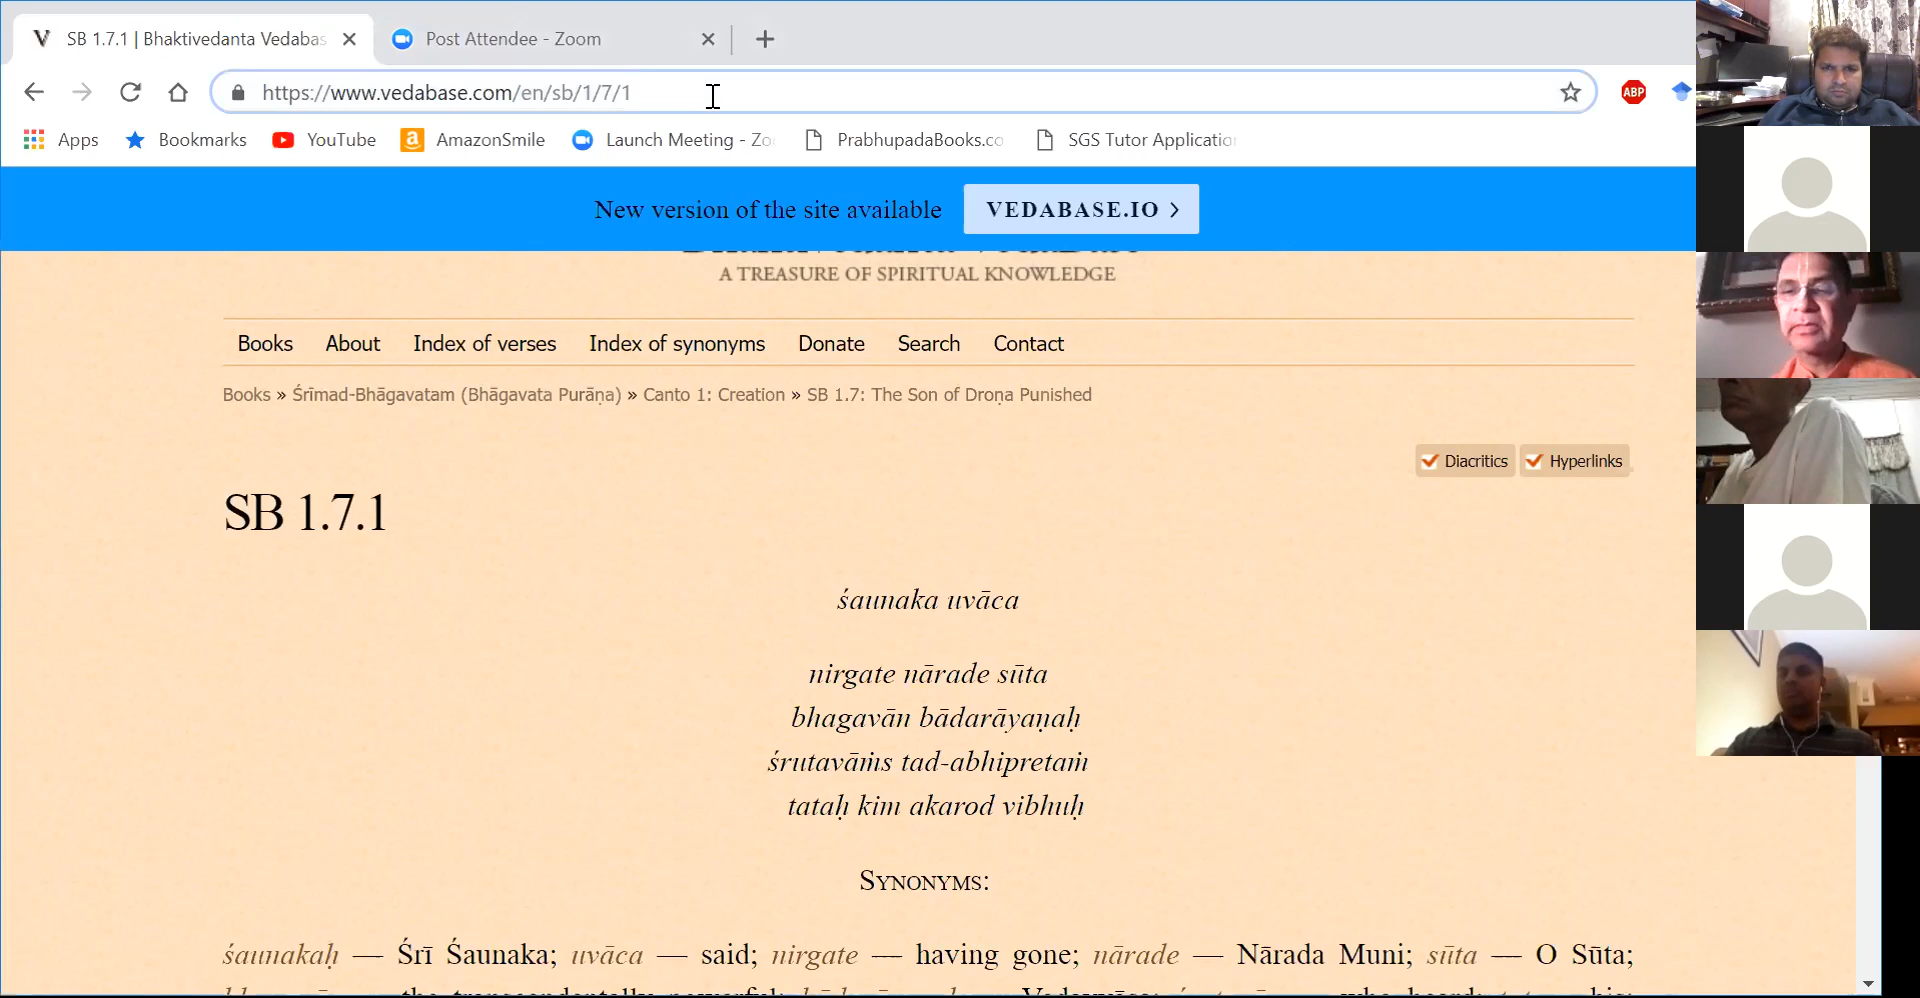 SB 1.7.1 | Bhaktivedanta Vedabas
Post Attendee - Zoom
https://www.vedabase.com/en/sb/1/7/1
ABP
Apps
Bookmarks
YouTube
AmazonSmile
Launch Meeting - Zo
PrabhupadaBooks.co
SGS Tutor Applicatio
New version of the site available
VEDABASE.IO >
A TREASURE OF SPIRITUAL KNOWLEDGE
Books About Index of verses Index of synonyms Donate Search Contact
Books » Śrīmad-Bhāgavatam (Bhāgavata Purāṇa) » Canto 1: Creation » SB 1.7: The Son of Droṇa Punished
Diacritics Hyperlinks
SB 1.7.1
śaunaka uvāca
nirgate nārade sūta
bhagavān bādarāyaṇaḥ
śrutavāṁs tad-abhipretaṁ
tataḥ kim akarod vibhuḥ
SYNONYMS:
śaunakaḥ — Śrī Śaunaka; uvāca — said; nirgate — having gone; nārade — Nārada Muni; sūta — O Sūta;